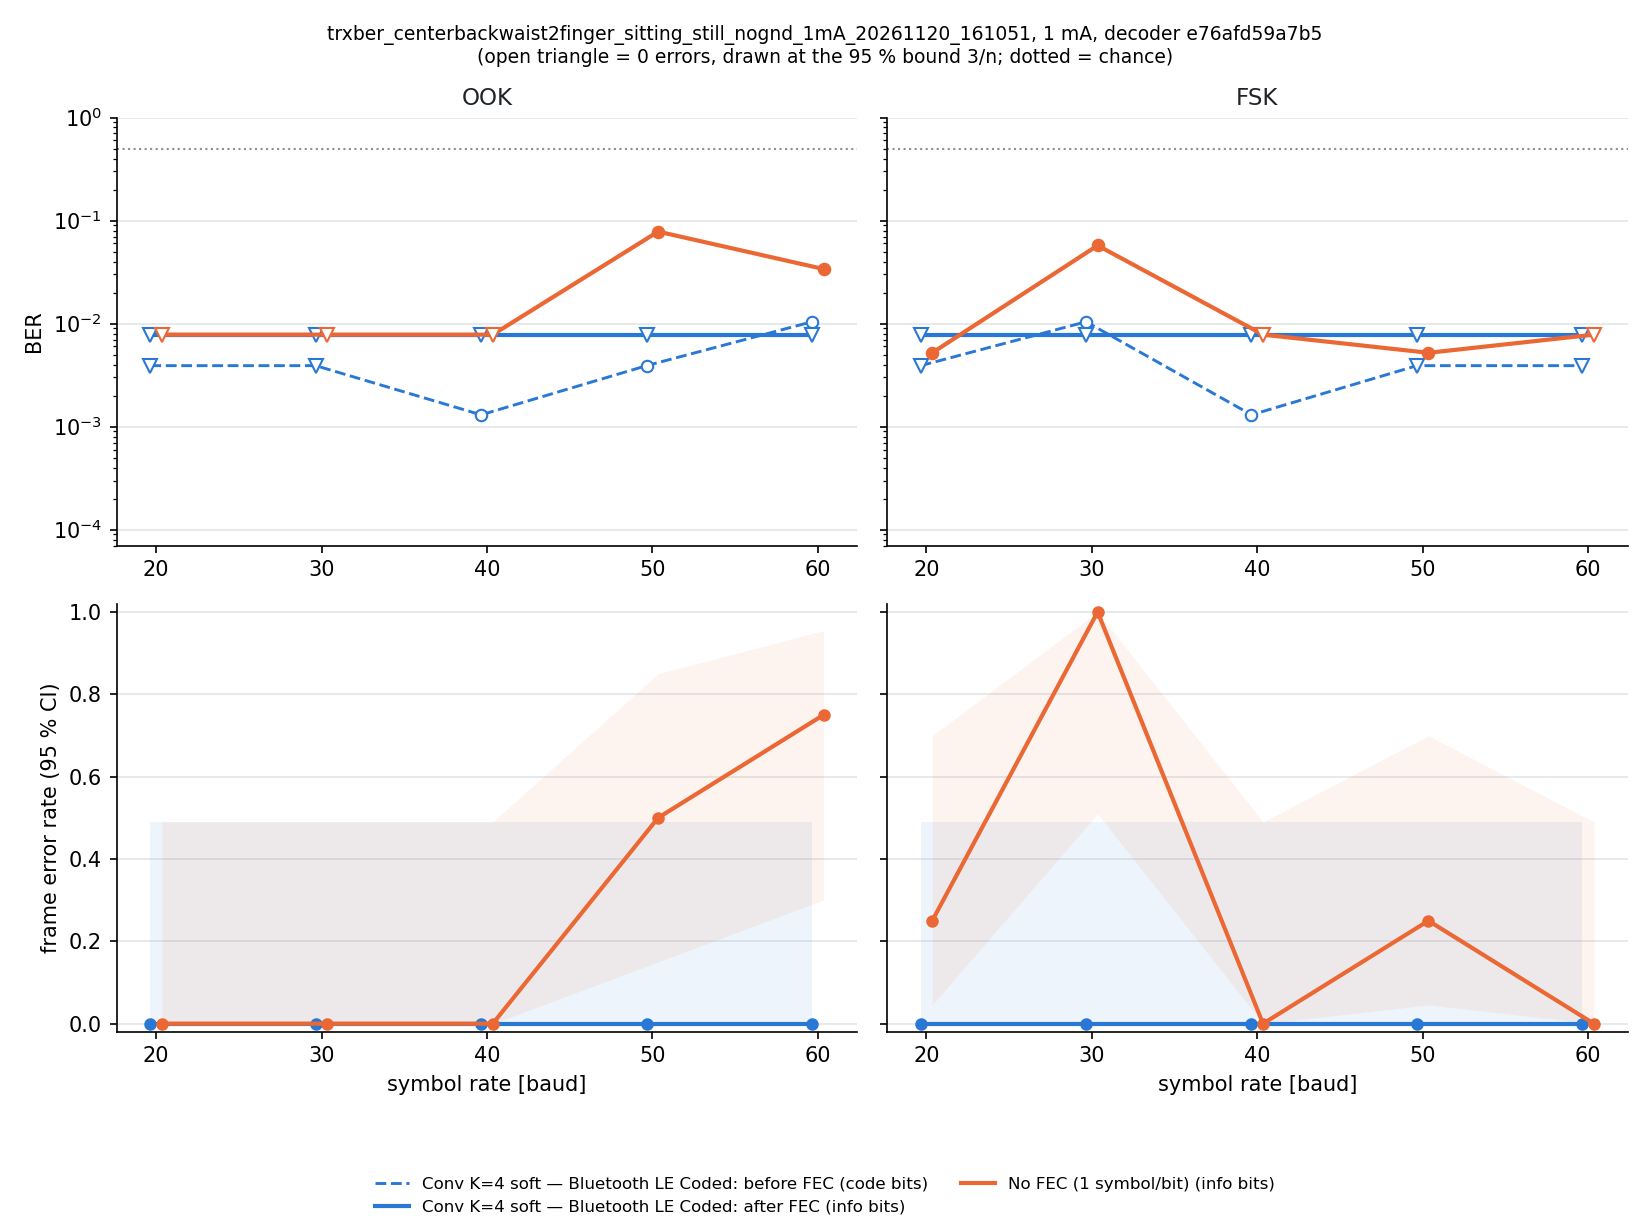 trxber_centerbackwaist2finger_sitting_still_nognd_1mA_20261120_161051, 1 mA, decoder e76afd59a7b5
(open triangle = 0 errors, drawn at the 95 % bound 3/n; dotted = chance)
OOK
FSK
BER
10⁰
10⁻¹
10⁻²
10⁻³
10⁻⁴
20 30 40 50 60
20 30 40 50 60
frame error rate (95 % CI)
1.0
0.8
0.6
0.4
0.2
0.0
20 30 40 50 60
20 30 40 50 60
symbol rate [baud]
symbol rate [baud]
Conv K=4 soft — Bluetooth LE Coded: before FEC (code bits)
Conv K=4 soft — Bluetooth LE Coded: after FEC (info bits)
No FEC (1 symbol/bit) (info bits)